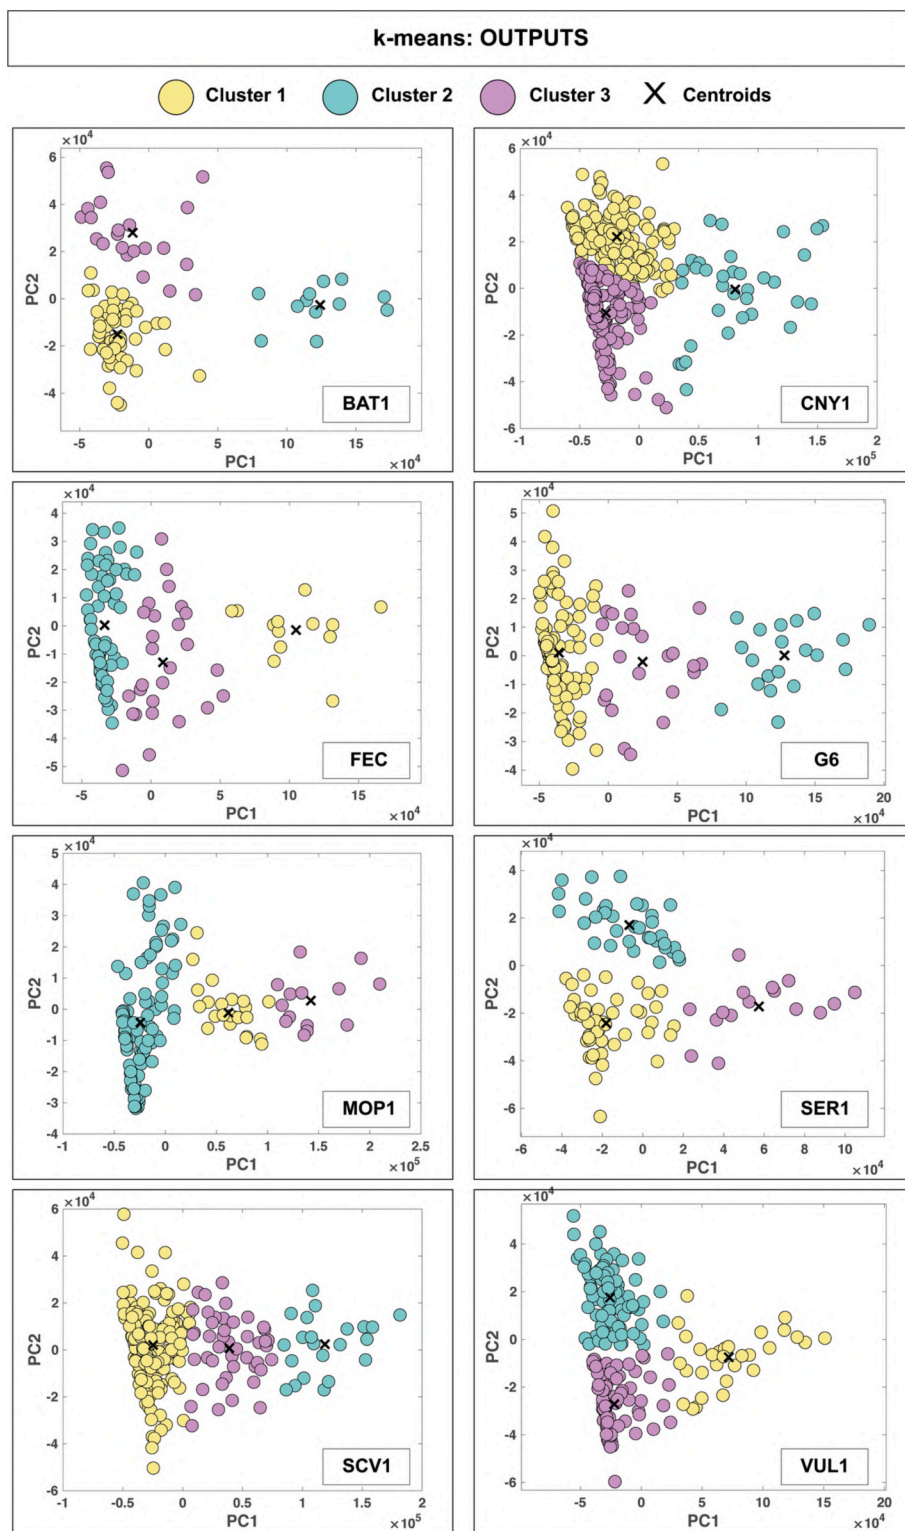 k-means: OUTPUTS
Cluster 1 Cluster 2 Cluster 3 X Centroids
×10⁴
6
4
2
0
-2
-4
PC2
BAT1
-5 0 5 10 15
PC1
×10⁴
×10⁴
6
4
2
0
-2
-4
-6
PC2
CNY1
-1 -0.5 0 0.5 1 1.5 2
PC1
×10⁵
×10⁴
4
3
2
1
0
-1
-2
-3
-4
-5
PC2
FEC
-5 0 5 10 15
PC1
×10⁴
×10⁴
5
4
3
2
1
0
-1
-2
-3
-4
PC2
G6
-5 0 5 10 15 20
PC1
×10⁴
×10⁴
5
4
3
2
1
0
-1
-2
-3
-4
PC2
MOP1
-1 -0.5 0 0.5 1 1.5 2 2.5
PC1
×10⁵
×10⁴
4
2
0
-2
-4
-6
PC2
SER1
-6 -4 -2 0 2 4 6 8 10
PC1
×10⁴
×10⁴
6
4
2
0
-2
-4
-6
PC2
SCV1
-1 -0.5 0 0.5 1 1.5 2
PC1
×10⁵
×10⁴
4
2
0
-2
-4
-6
PC2
VUL1
-5 0 5 10 15 20
PC1
×10⁴